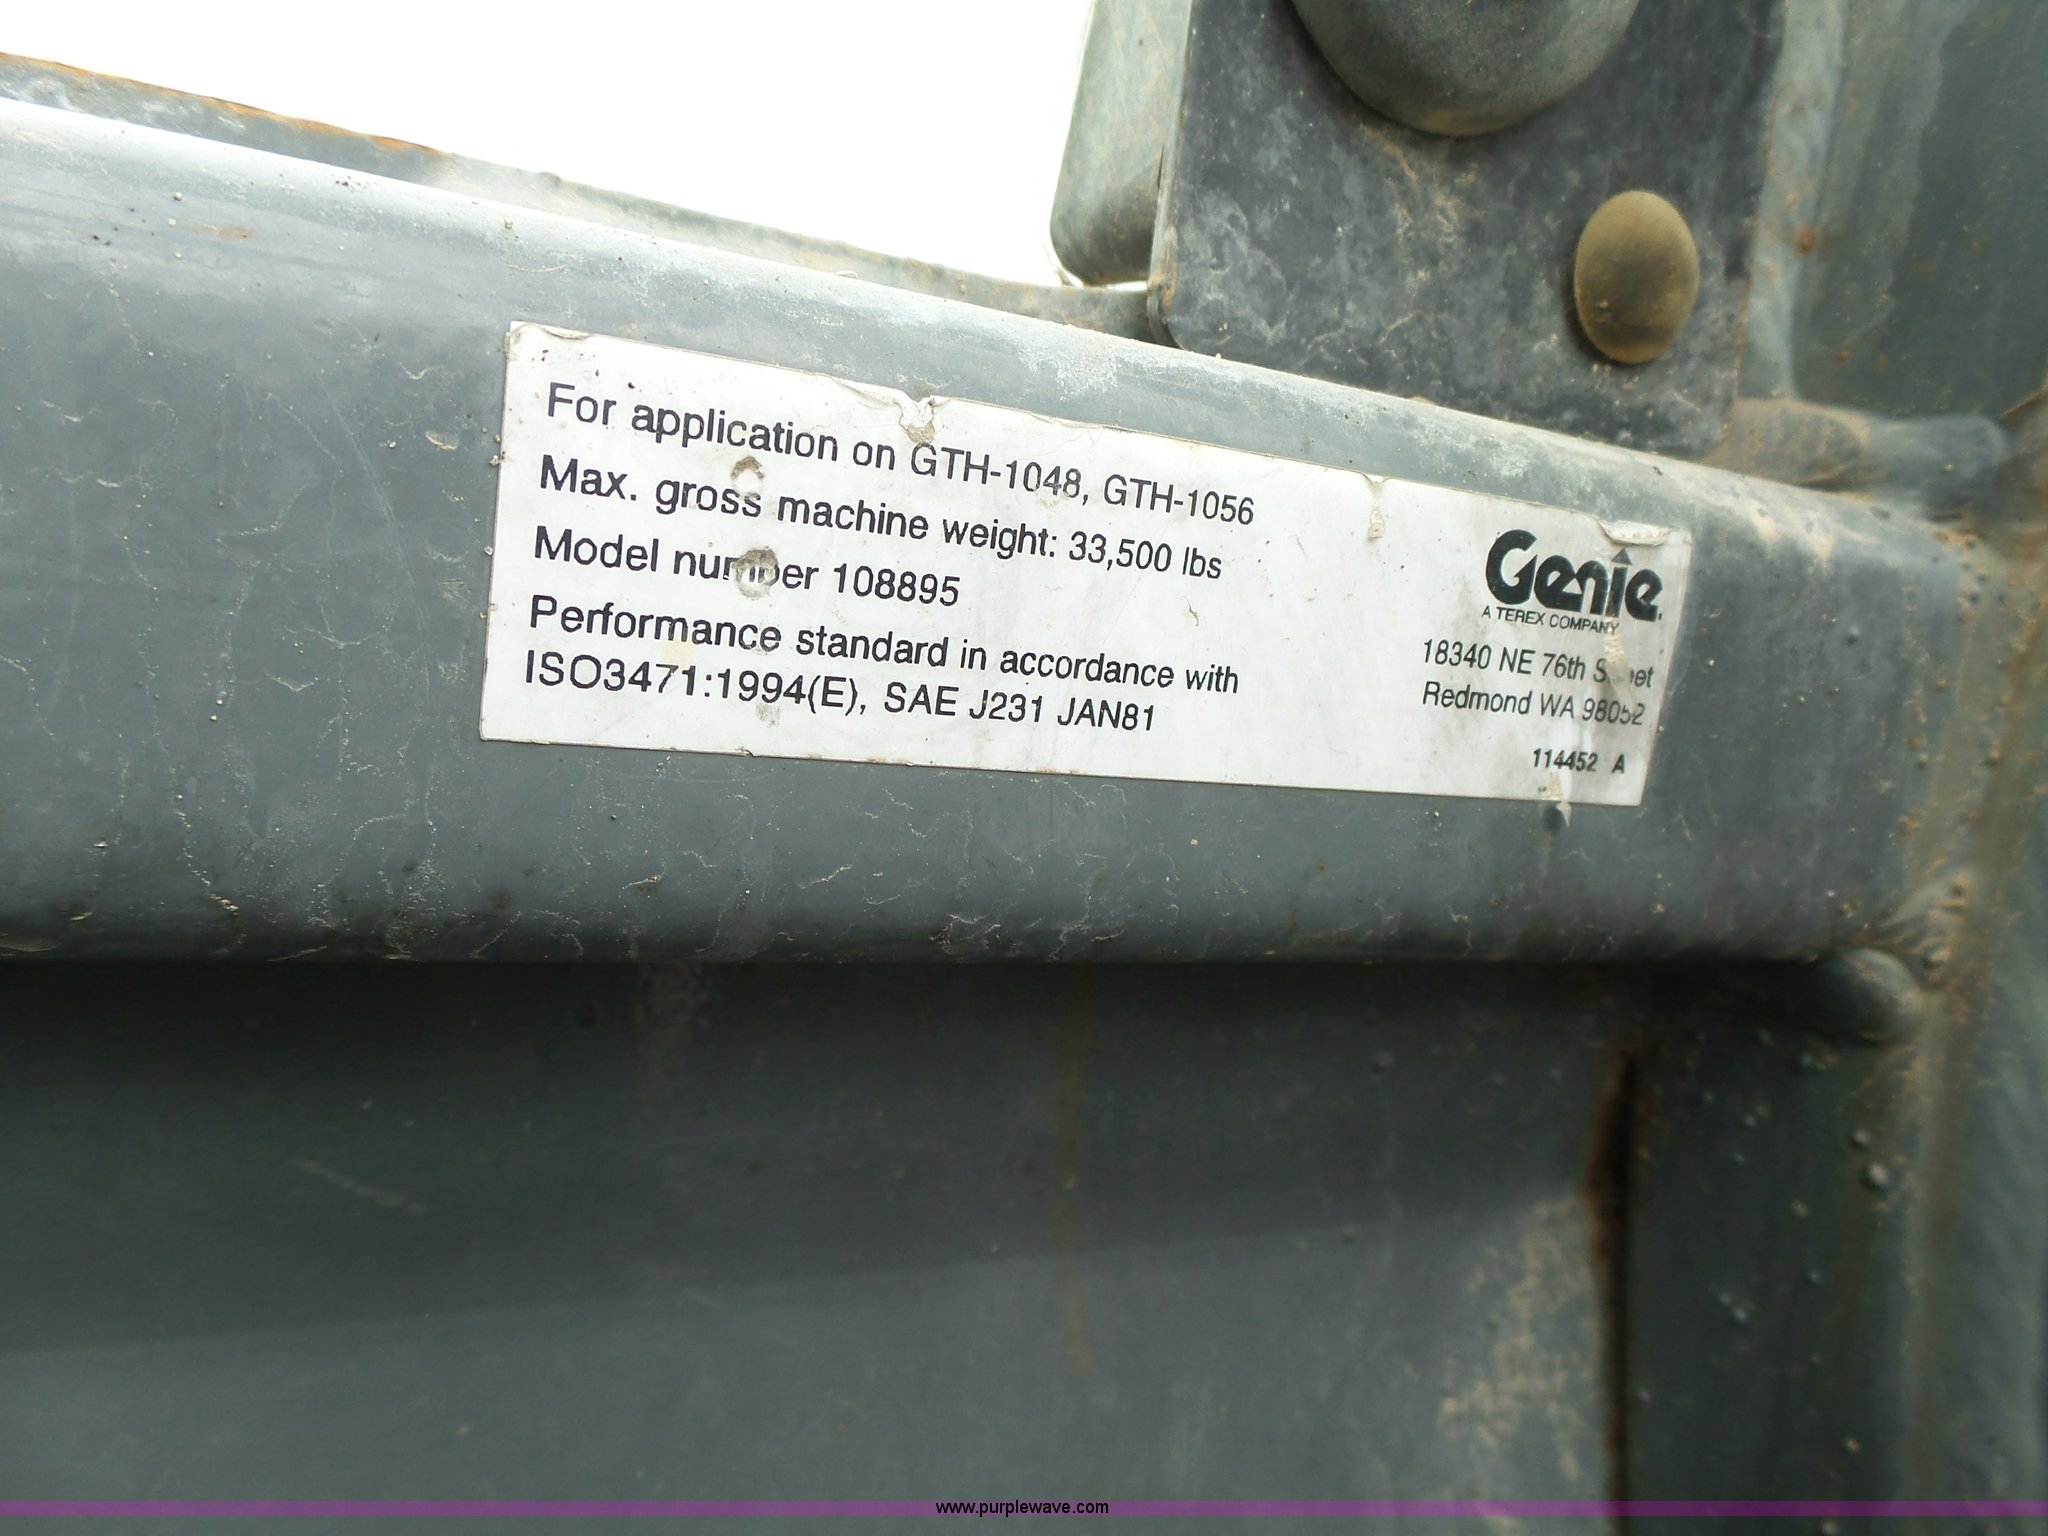 For application on GTH-1048, GTH-1056
Max. gross machine weight: 33,500 lbs
Model number 108895
Performance standard in accordance with
ISO3471:1994(E), SAE J231 JAN81
Genie
A TEREX COMPANY
18340 NE 76th Street
Redmond WA 98052
114452 A
www.purplewave.com